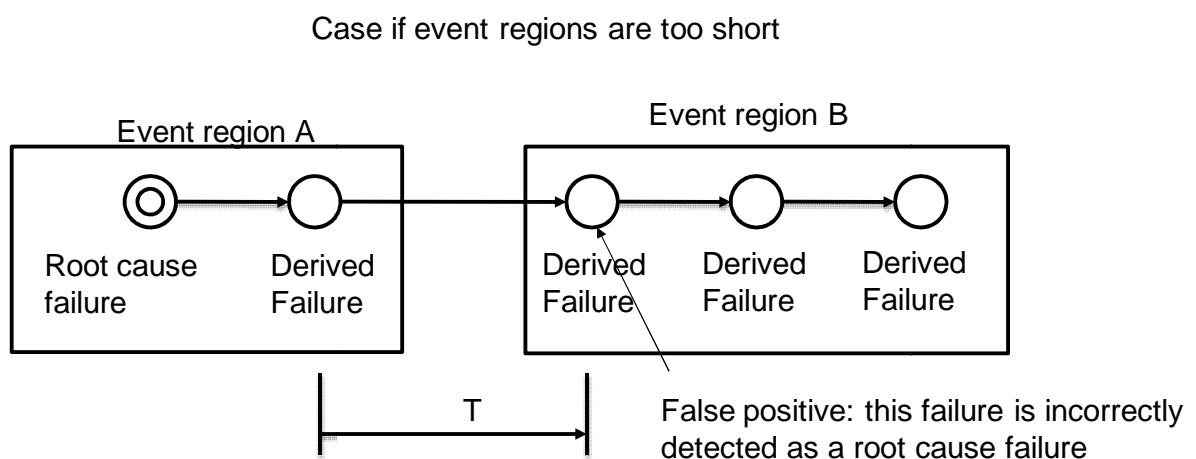 Case if event regions are too short
Event region A
Event region B
Root cause
failure
Derived
Failure
Derived
Failure
Derived
Failure
Derived
Failure
T
False positive: this failure is incorrectly
detected as a root cause failure